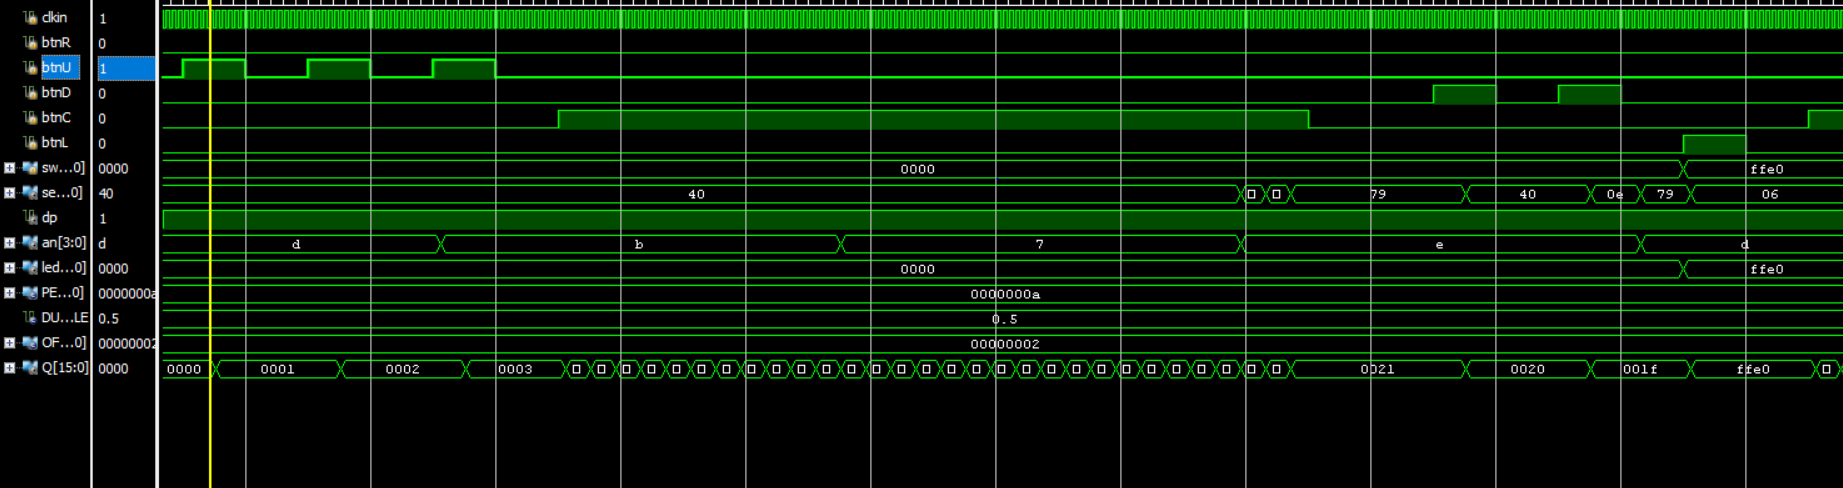 clkin 1
btnR 0
btnU 1
btnD 0
btnC 0
btnL 0
sw...0] 0000 0000 ffe0
se...0] 40 40 79 40 0e 79 06
dp 1
an[3:0] d d b 7 e d
led...0] 0000 0000 ffe0
PE...0] 0000000a 0000000a
DU...LE 0.5 0.5
OF...0] 00000002 00000002
Q[15:0] 0000 0000 0001 0002 0003 0021 0020 001f ffe0